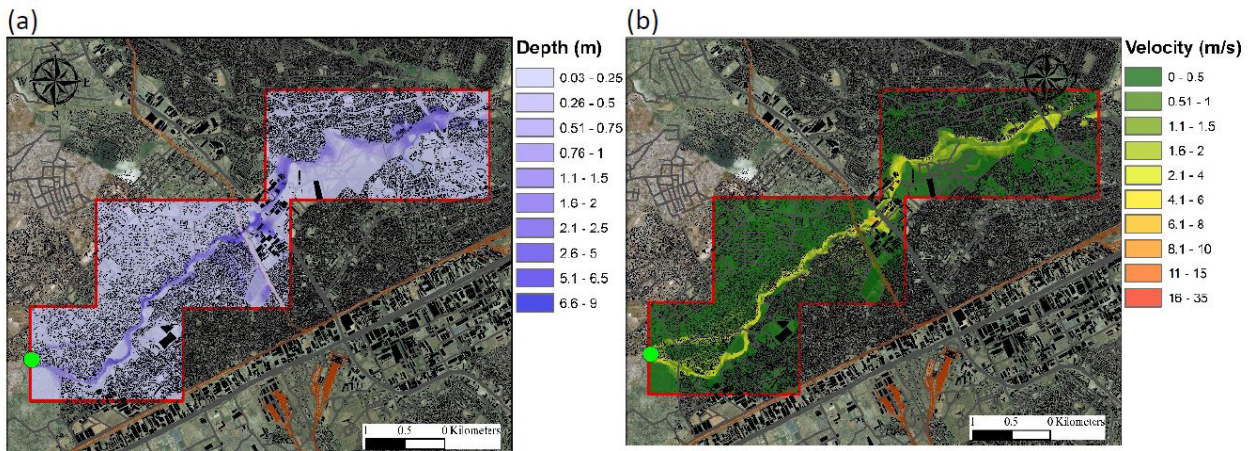 (a)
N
W
E
S
Depth (m)
0.03 - 0.25
0.26 - 0.5
0.51 - 0.75
0.76 - 1
1.1 - 1.5
1.6 - 2
2.1 - 2.5
2.6 - 5
5.1 - 6.5
6.6 - 9
1 0.5 0 Kilometers
(b)
Velocity (m/s)
0 - 0.5
0.51 - 1
1.1 - 1.5
1.6 - 2
2.1 - 4
4.1 - 6
6.1 - 8
8.1 - 10
11 - 15
16 - 35
1 0.5 0 Kilometers